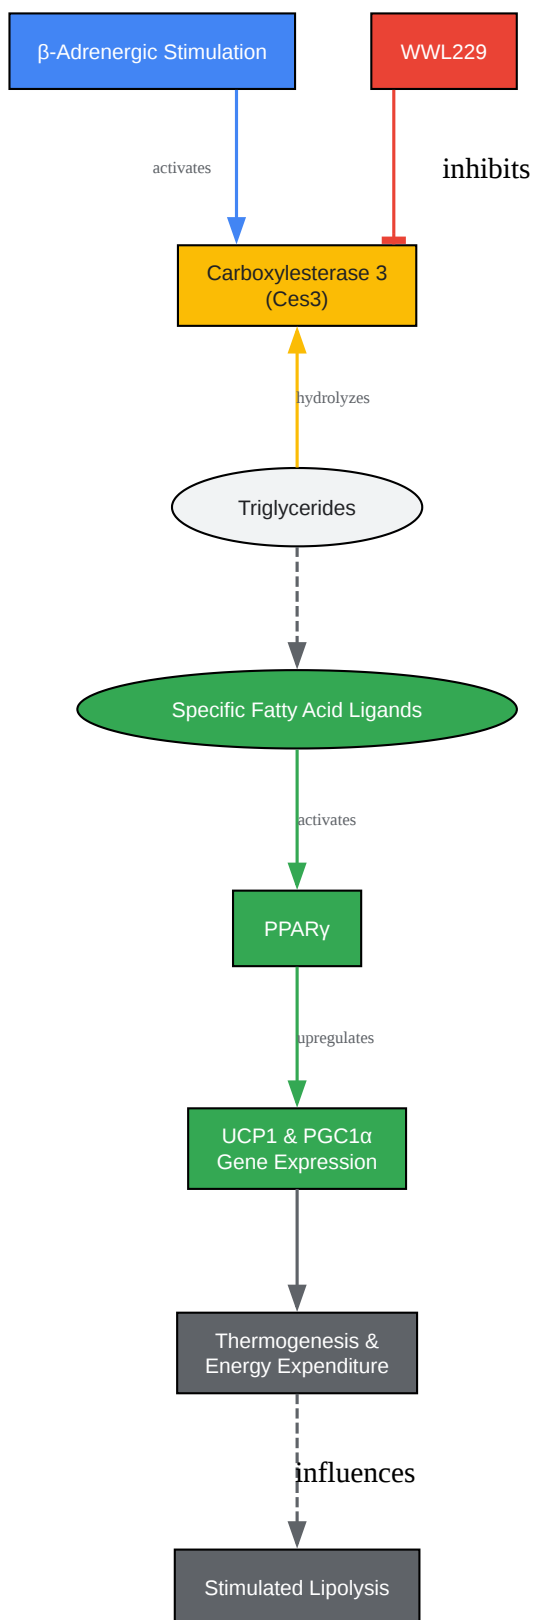 β-Adrenergic Stimulation
WWL229
activates
inhibits
Carboxylesterase 3
(Ces3)
hydrolyzes
Triglycerides
Specific Fatty Acid Ligands
activates
PPARγ
upregulates
UCP1 & PGC1α
Gene Expression
Thermogenesis &
Energy Expenditure
influences
Stimulated Lipolysis